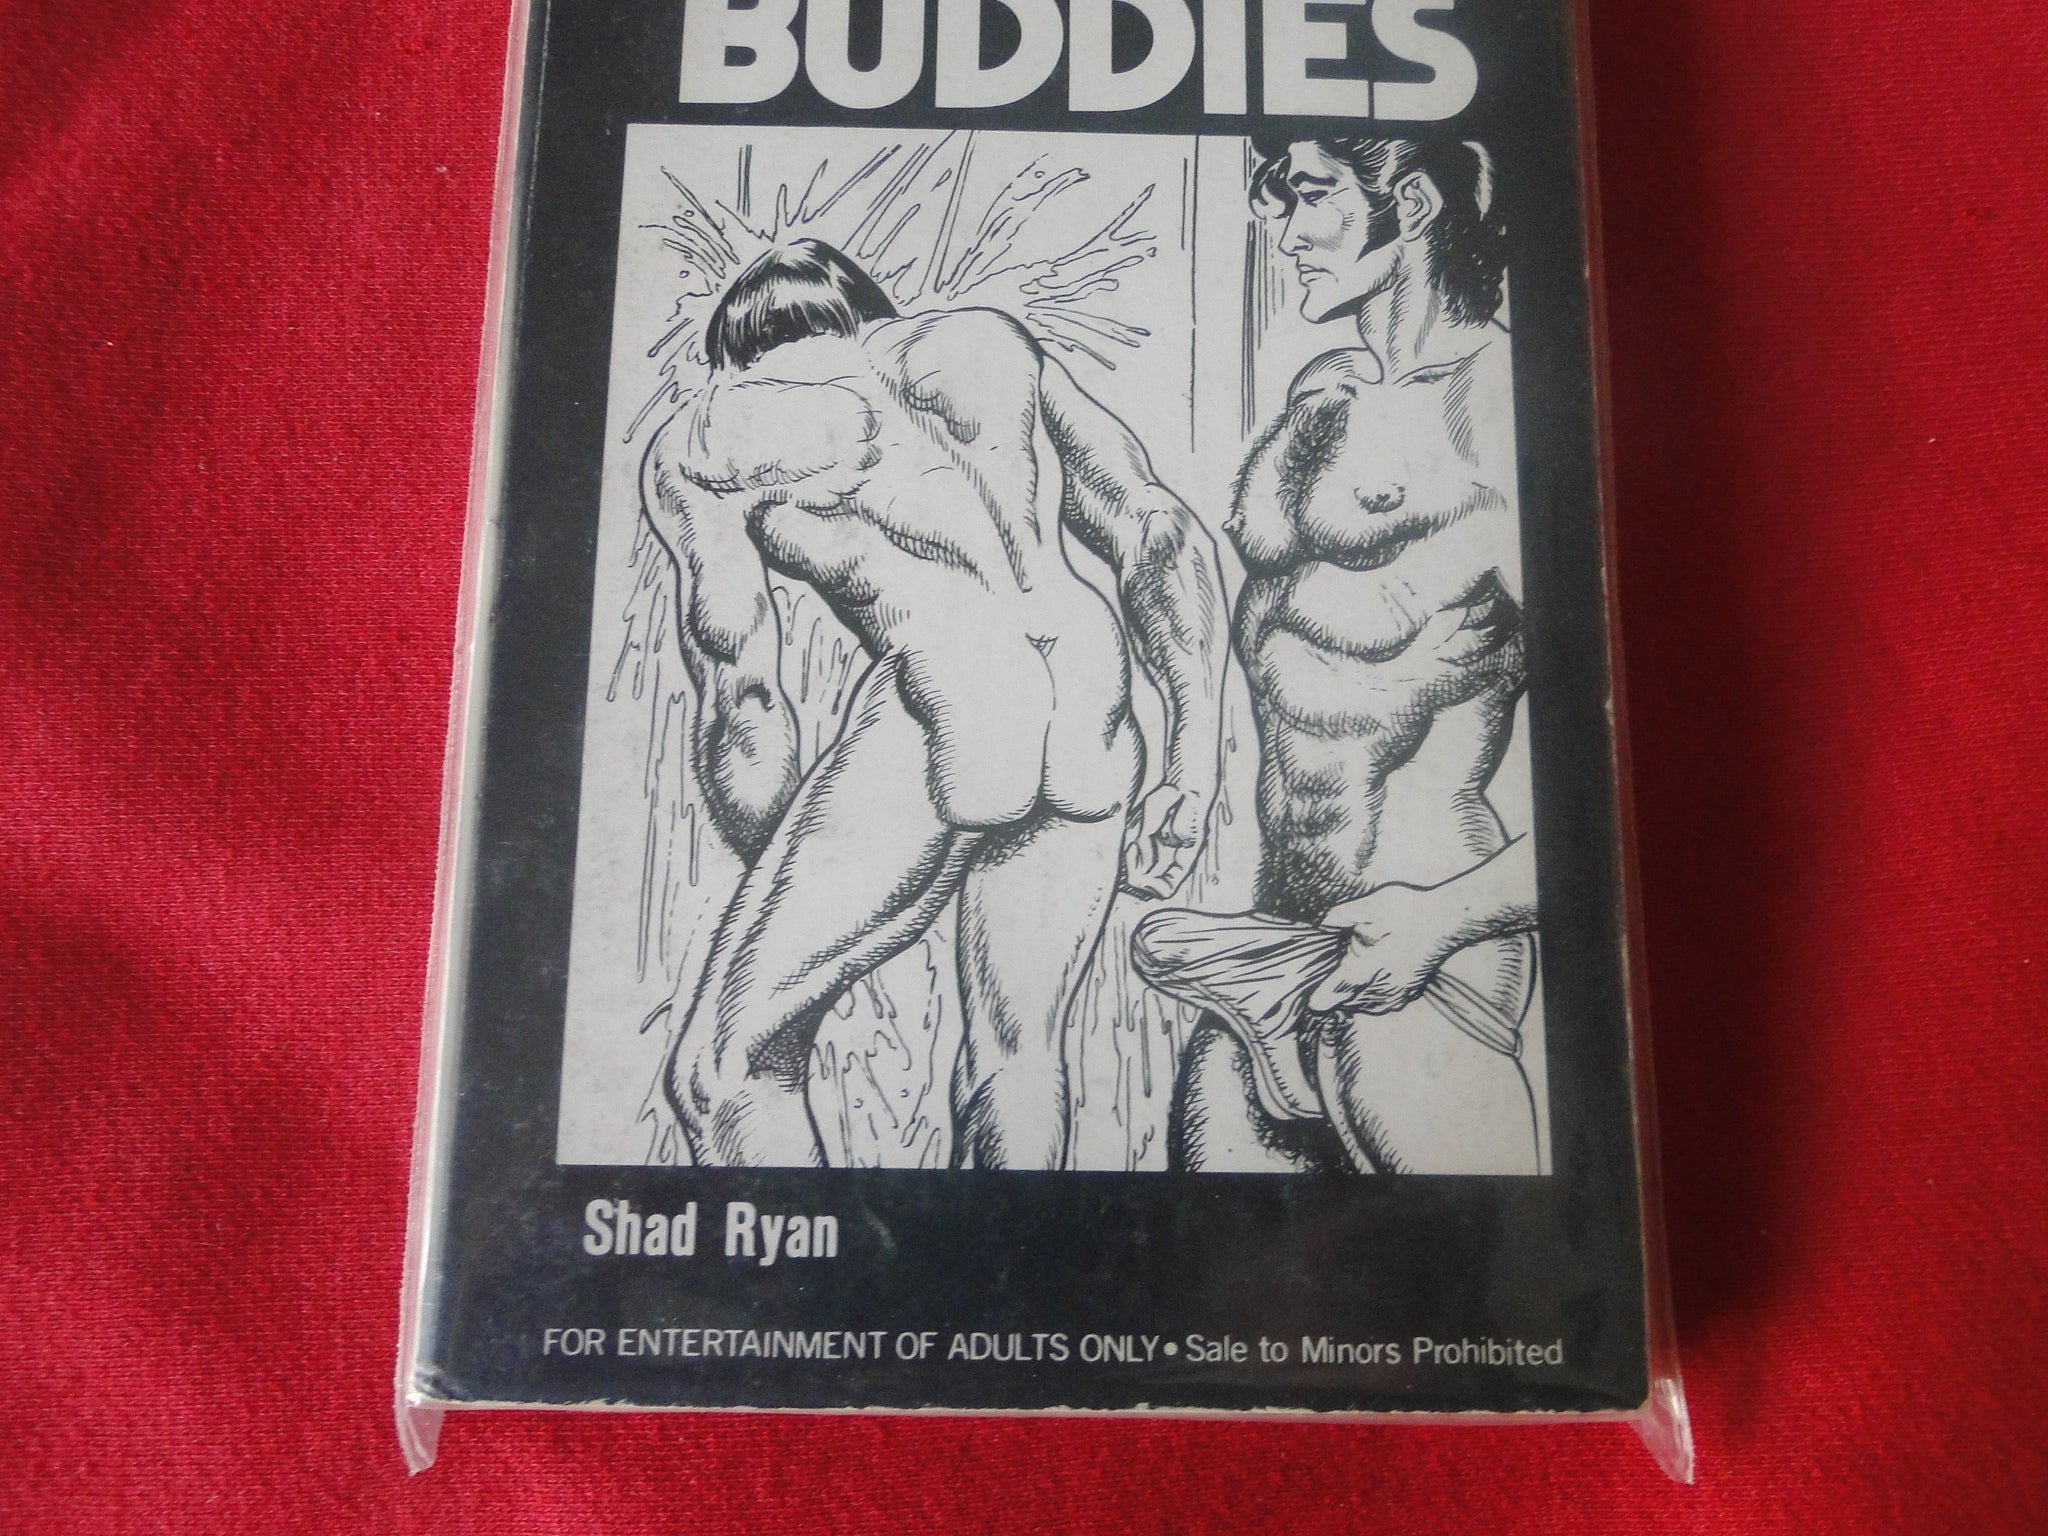 BUDDIES
Shad Ryan
FOR ENTERTAINMENT OF ADULTS ONLY • Sale to Minors Prohibited